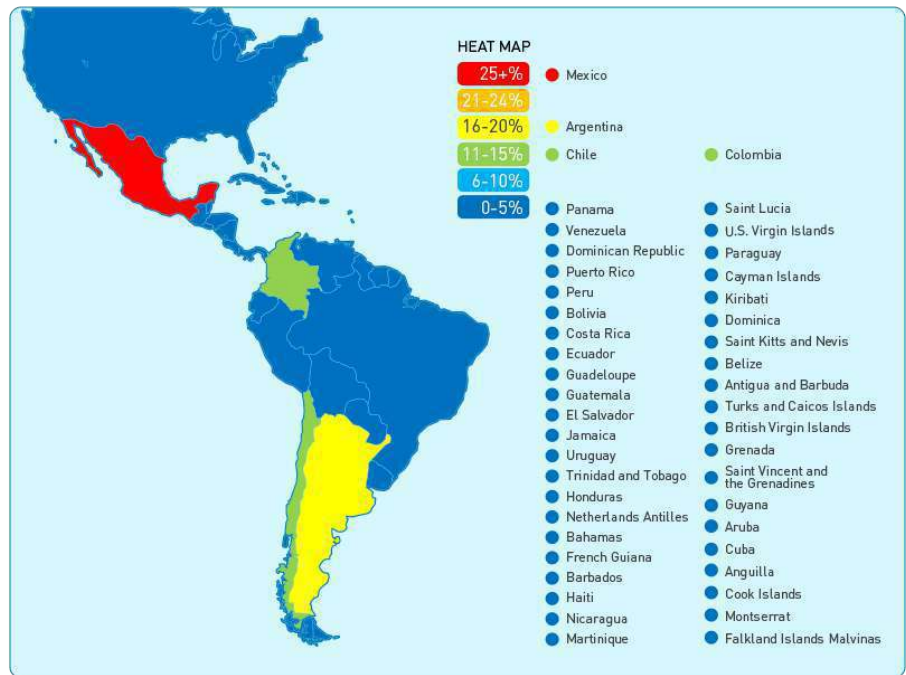 HEAT MAP
25+%
Mexico
21-24%
16-20%
Argentina
11-15%
Chile
Colombia
6-10%
0-5%
Panama
Venezuela
Dominican Republic
Puerto Rico
Peru
Bolivia
Costa Rica
Ecuador
Guadeloupe
Guatemala
El Salvador
Jamaica
Uruguay
Trinidad and Tobago
Honduras
Netherlands Antilles
Bahamas
French Guiana
Barbados
Haiti
Nicaragua
Martinique
Saint Lucia
U.S. Virgin Islands
Paraguay
Cayman Islands
Kiribati
Dominica
Saint Kitts and Nevis
Belize
Antigua and Barbuda
Turks and Caicos Islands
British Virgin Islands
Grenada
Saint Vincent and
the Grenadines
Guyana
Aruba
Cuba
Anguilla
Cook Islands
Montserrat
Falkland Islands Malvinas